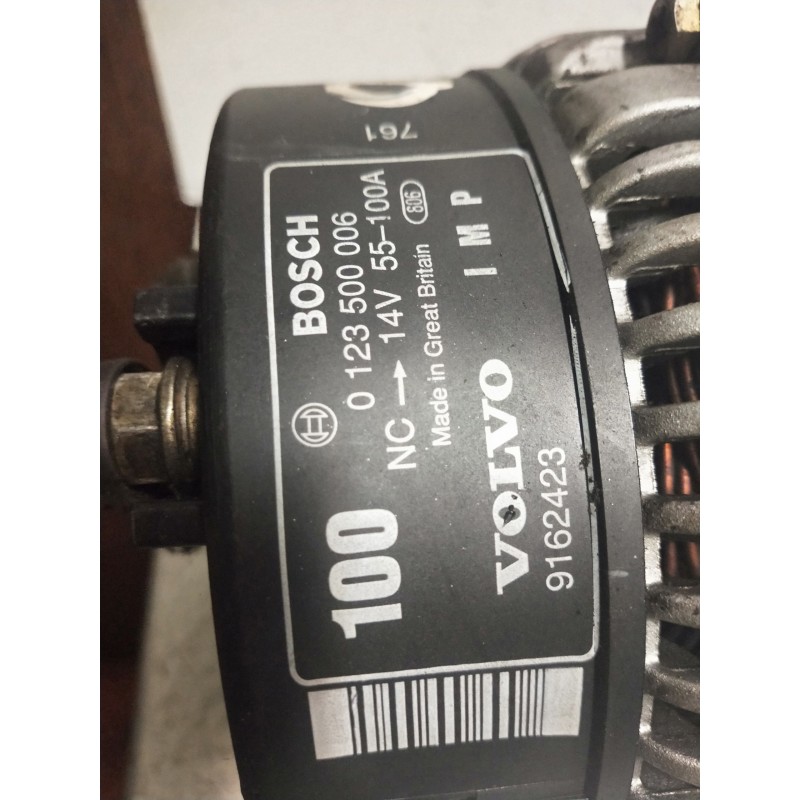 761
BOSCH
0 123 500 006
NC → 14V 55-100A
Made in Great Britain 606
100
VOLVO I M P
9162423